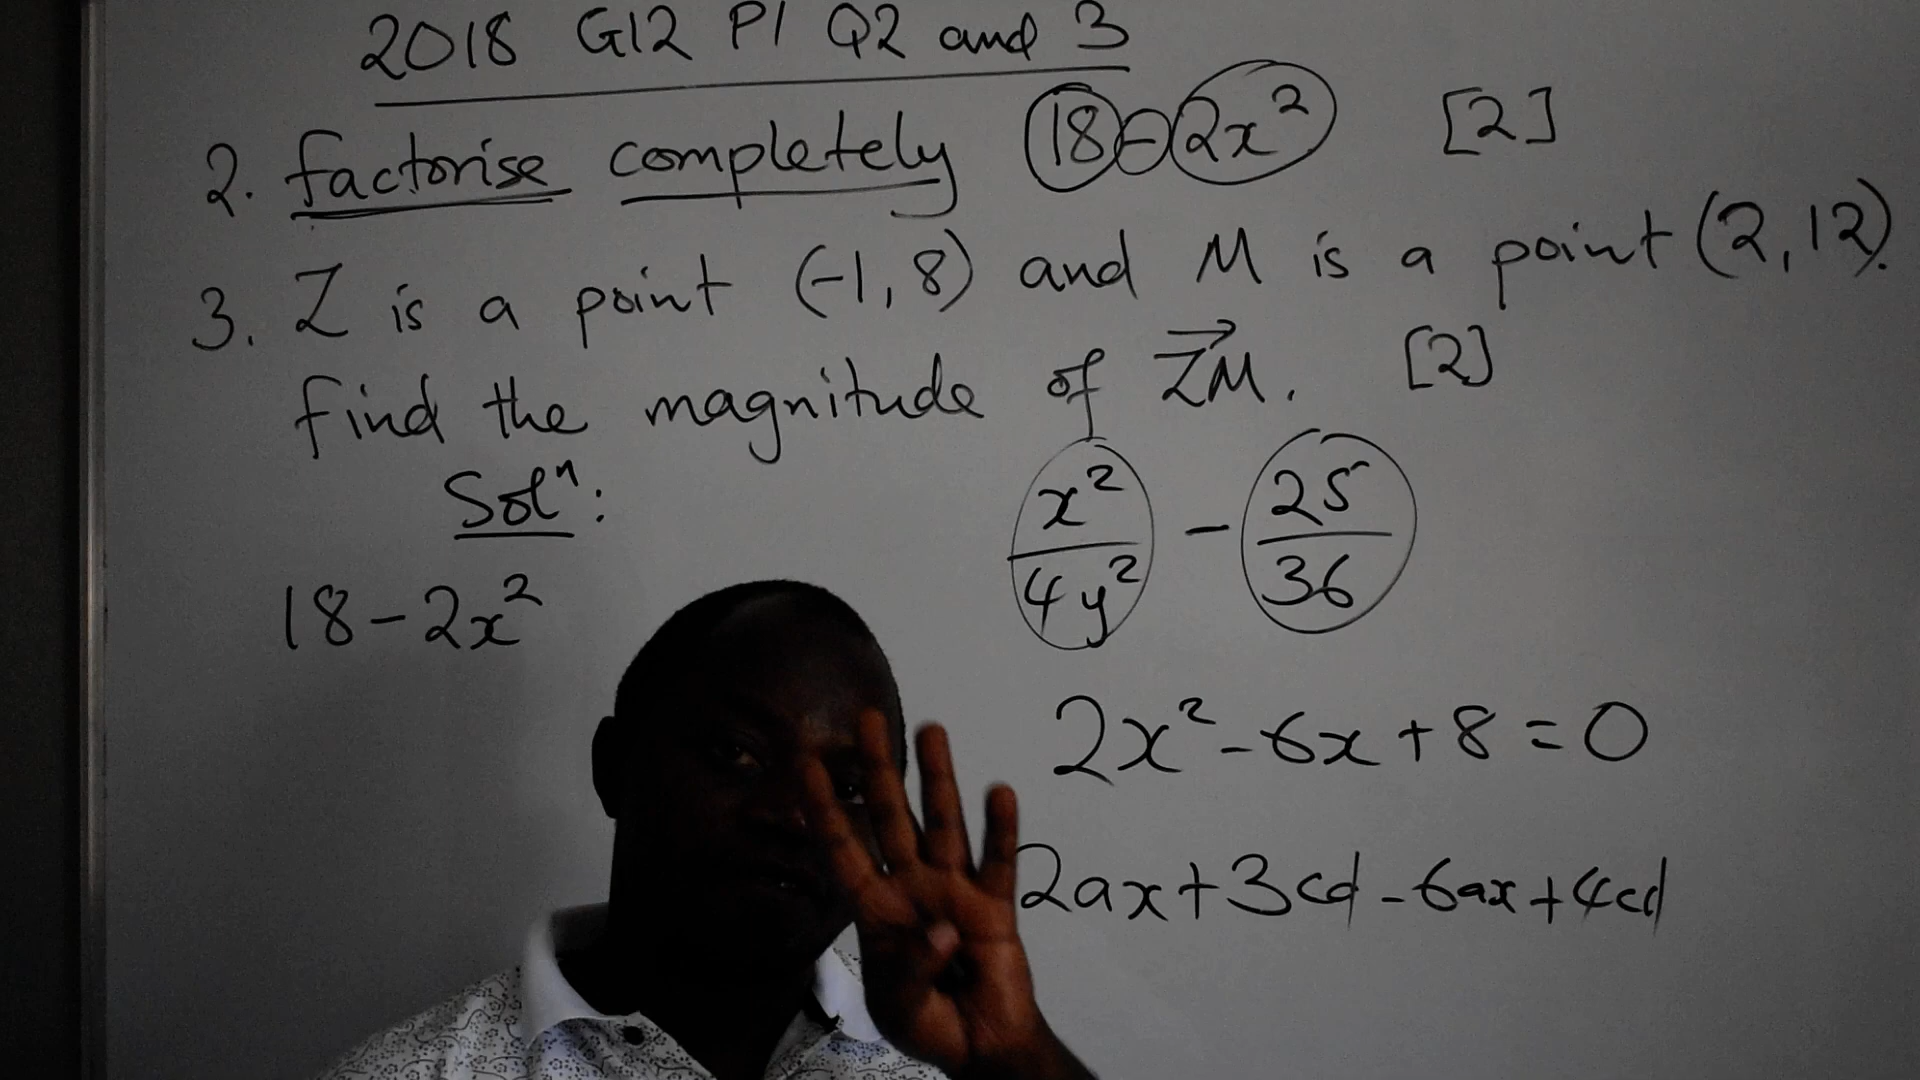 2018 G12 P1 Q2 and 3
2. factorise completely 18-2x² [2]
3. Z is a point (-1,8) and M is a point (2,12).
find the magnitude of →ZM. [2]
Solⁿ:
18-2x²
x²/4y² - 25/36
2x²-6x+8=0
2ax+3cd-6ax+4cd